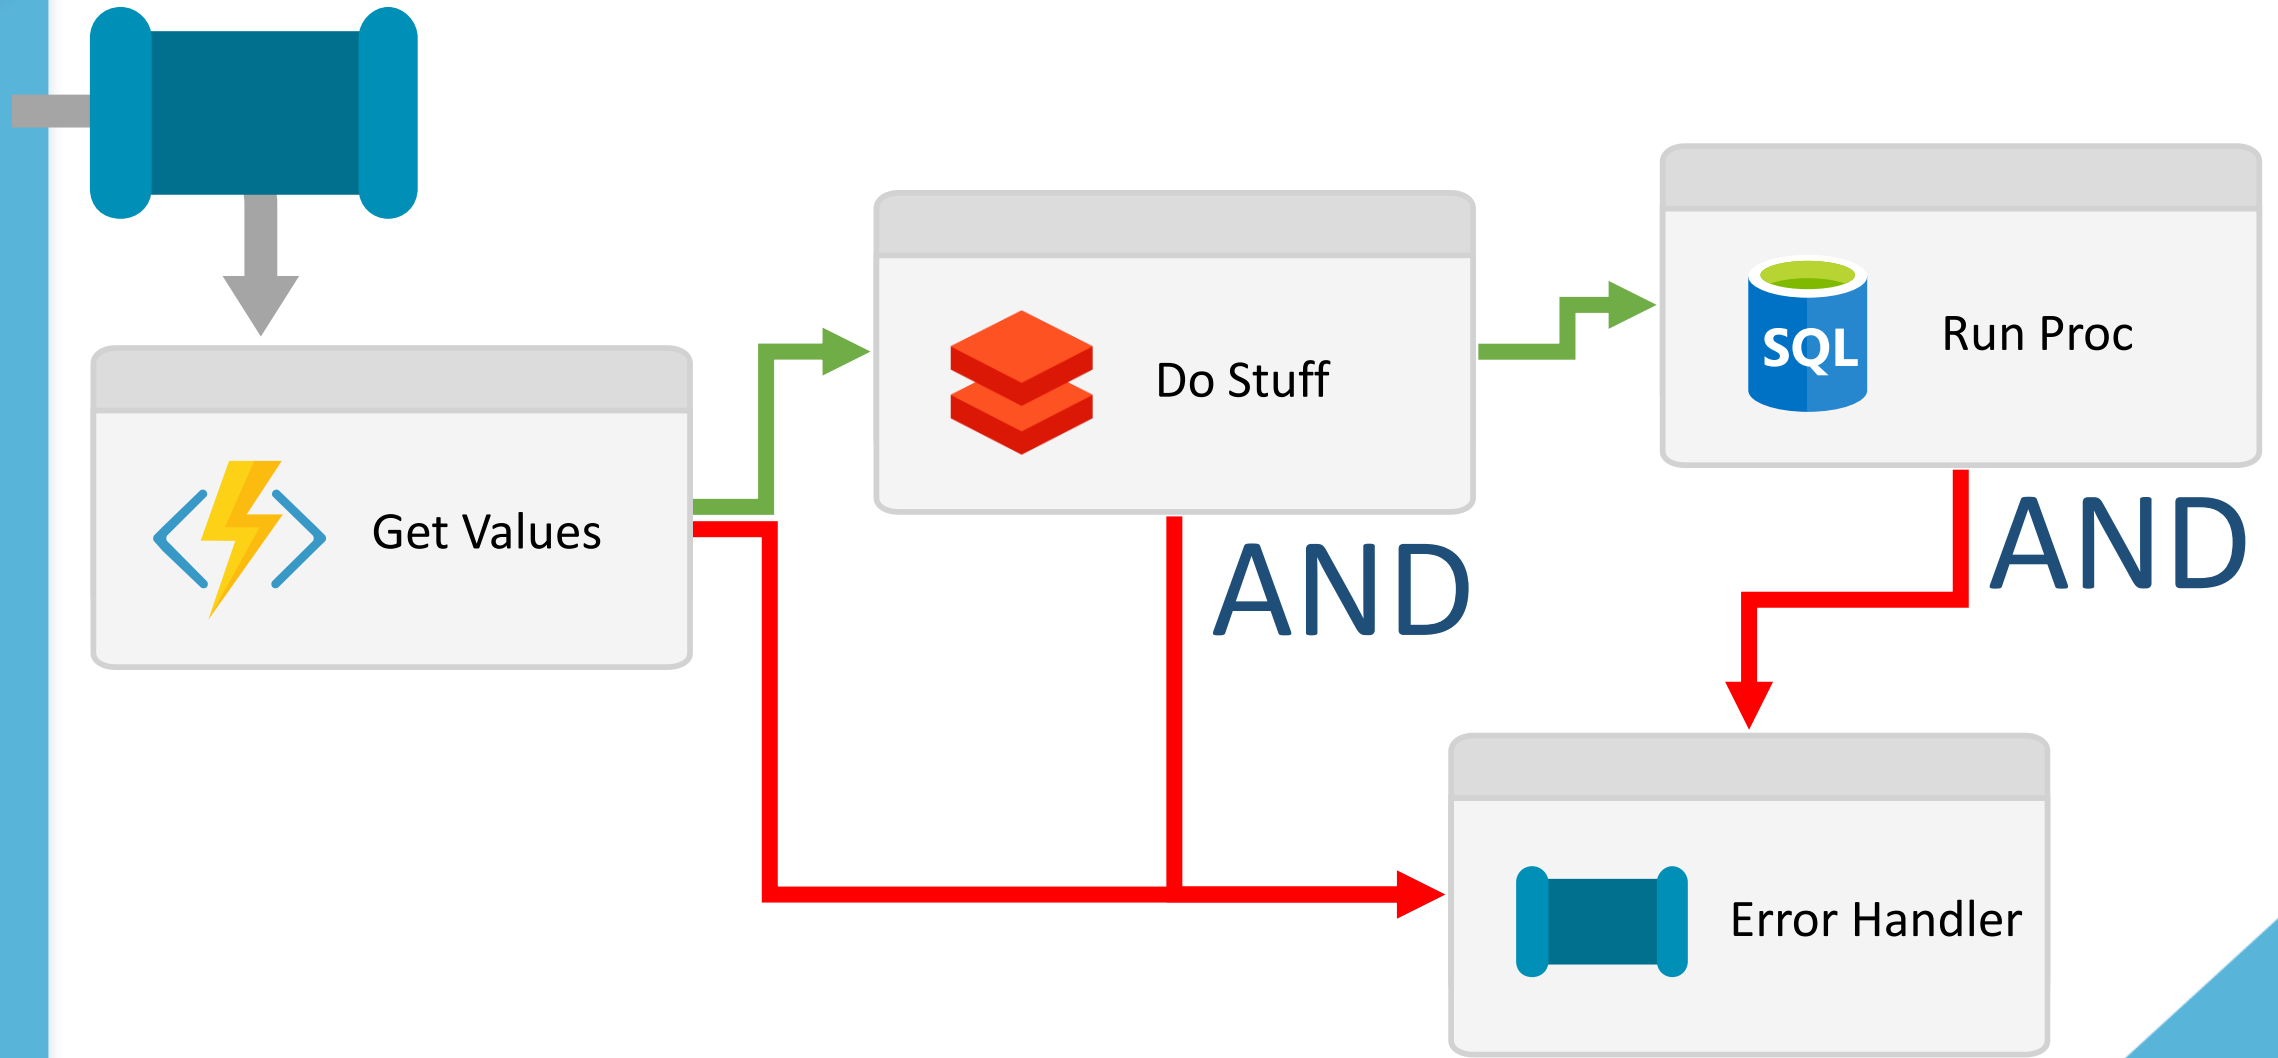 Get Values
Do Stuff
AND
SQL
Run Proc
AND
Error Handler